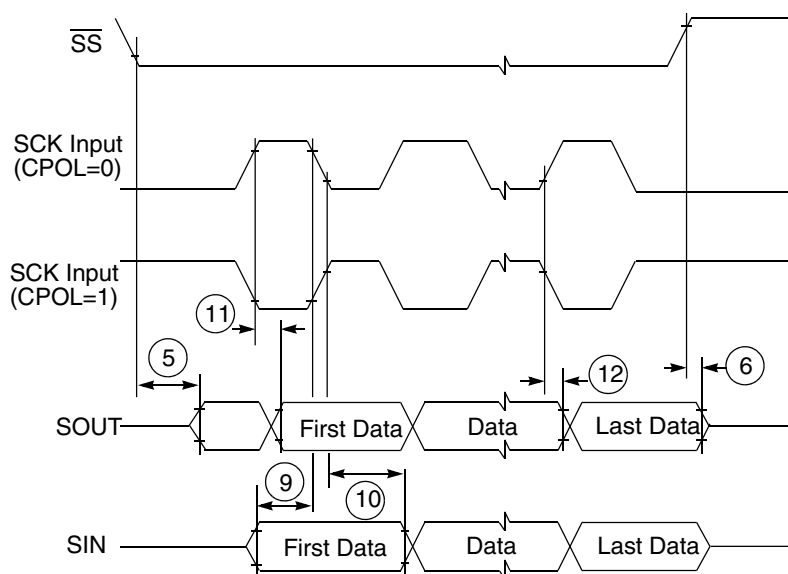 SS
SCK Input
(CPOL=0)
SCK Input
(CPOL=1)
11
5
12
6
SOUT
First Data
Data
Last Data
9
10
SIN
First Data
Data
Last Data